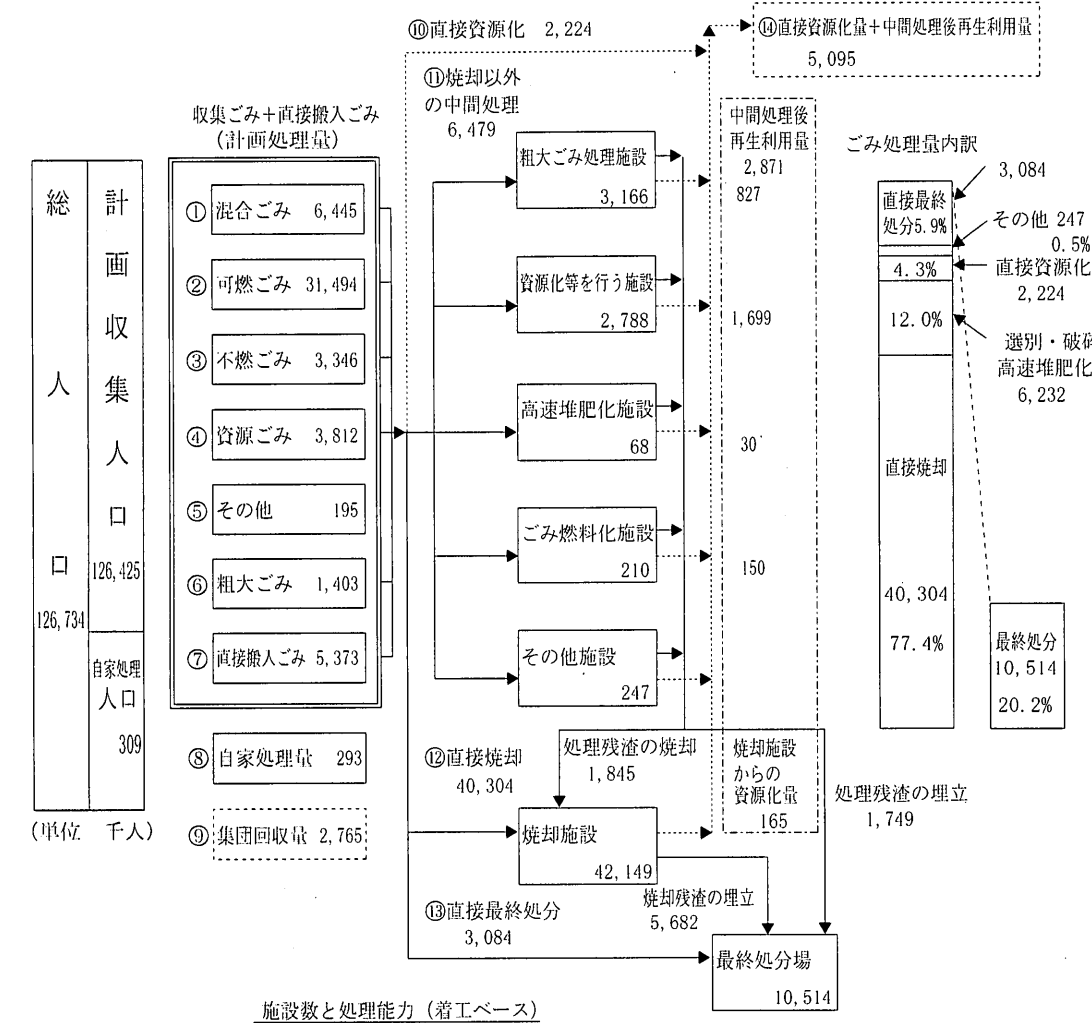 ⑩直接資源化 2,224
⑭直接資源化量＋中間処理後再生利用量
5,095
⑪焼却以外
の中間処理
6,479
収集ごみ＋直接搬入ごみ
(計画処理量)
中間処理後
再生利用量
2,871
ごみ処理量内訳
総人口
126,734
計画収集人口
126,425
自家処理
人口
309
(単位 千人)
① 混合ごみ 6,445
② 可燃ごみ 31,494
③ 不燃ごみ 3,346
④ 資源ごみ 3,812
⑤ その他 195
⑥ 粗大ごみ 1,403
⑦ 直接搬人ごみ 5,373
⑧ 自家処理量 293
⑨ 集団回収量 2,765
粗大ごみ処理施設
3,166
827
資源化等を行う施設
2,788
1,699
高速堆肥化施設
68
30
ごみ燃料化施設
210
150
その他施設
247
⑫直接焼却
40,304
処理残渣の焼却
1,845
焼却施設
からの
資源化量
165
処理残渣の埋立
1,749
焼却施設
42,149
焼却残渣の埋立
5,682
⑬直接最終処分
3,084
最終処分場
10,514
直接最終
処分5.9%
3,084
その他 247
0.5%
4.3%
直接資源化
2,224
12.0%
選別・破砕
高速堆肥化
6,232
直接焼却
40,304
77.4%
最終処分
10,514
20.2%
施設数と処理能力 (着工ベース)